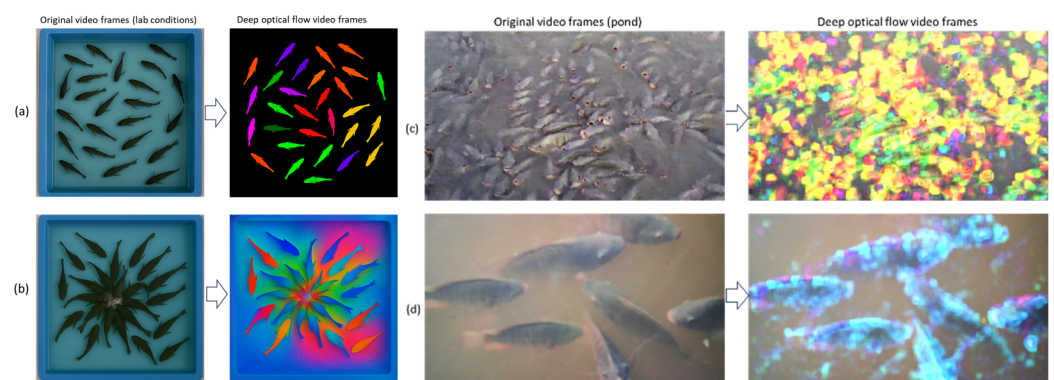 Original video frames (lab conditions)
Deep optical flow video frames
Original video frames (pond)
Deep optical flow video frames
(a)
(c)
(b)
(d)